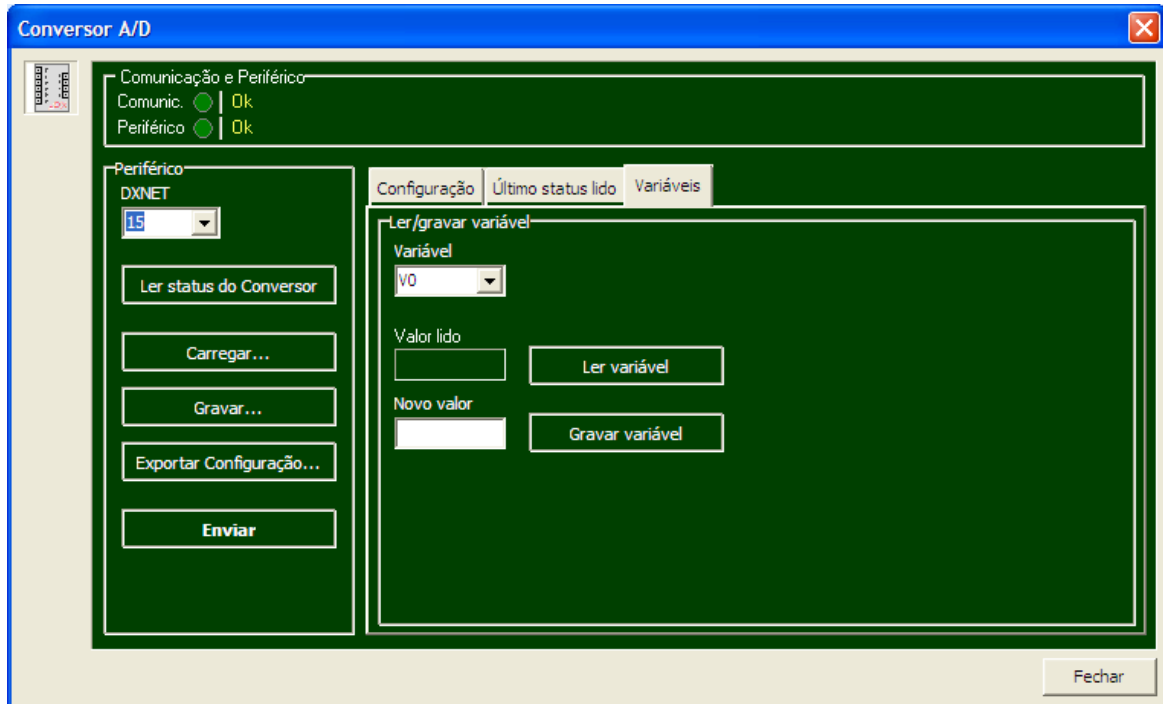 Conversor A/D
Comunicação e Periférico
Comunic. Ok
Periférico Ok
Periférico
DXNET
15
Ler status do Conversor
Carregar...
Gravar...
Exportar Configuração...
Enviar
Configuração Último status lido Variáveis
Ler/gravar variável
Variável
V0
Valor lido
Ler variável
Novo valor
Gravar variável
Fechar